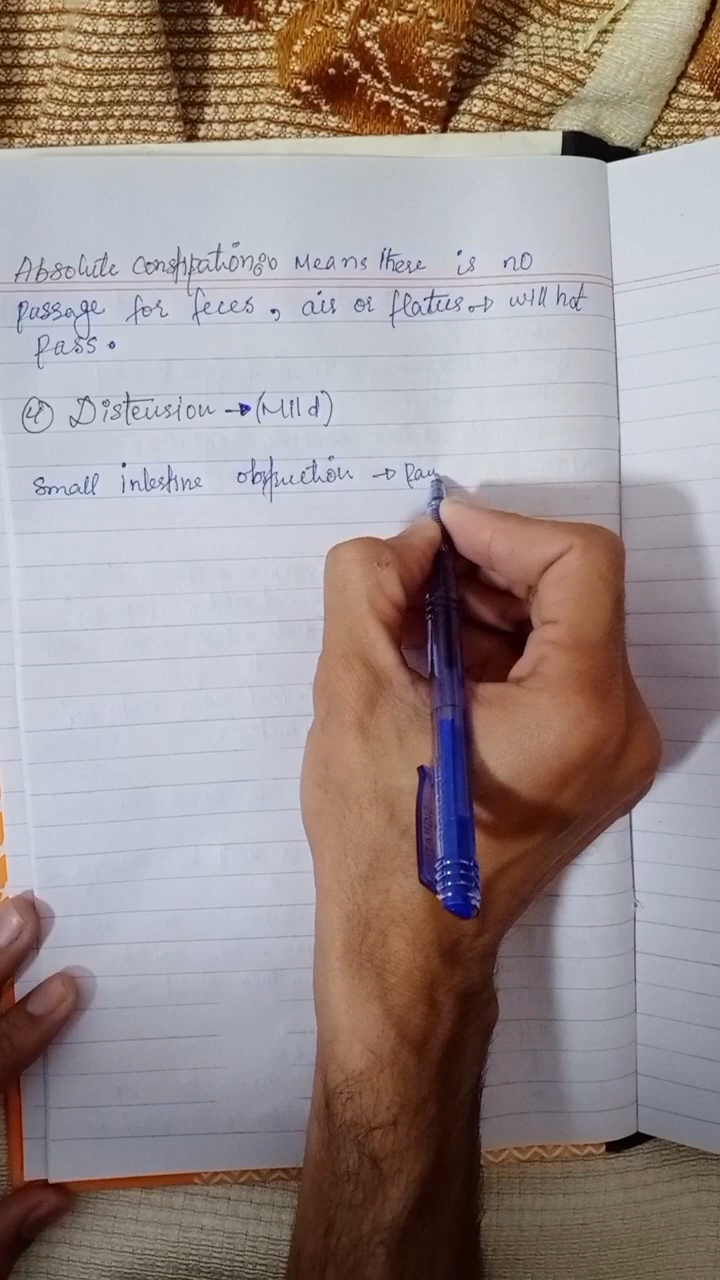 Absolute Constipation:° Means there is no
passage for feces, air or flatus → will not
pass.
④ Distension → (Mild)
Small intestine obstruction →